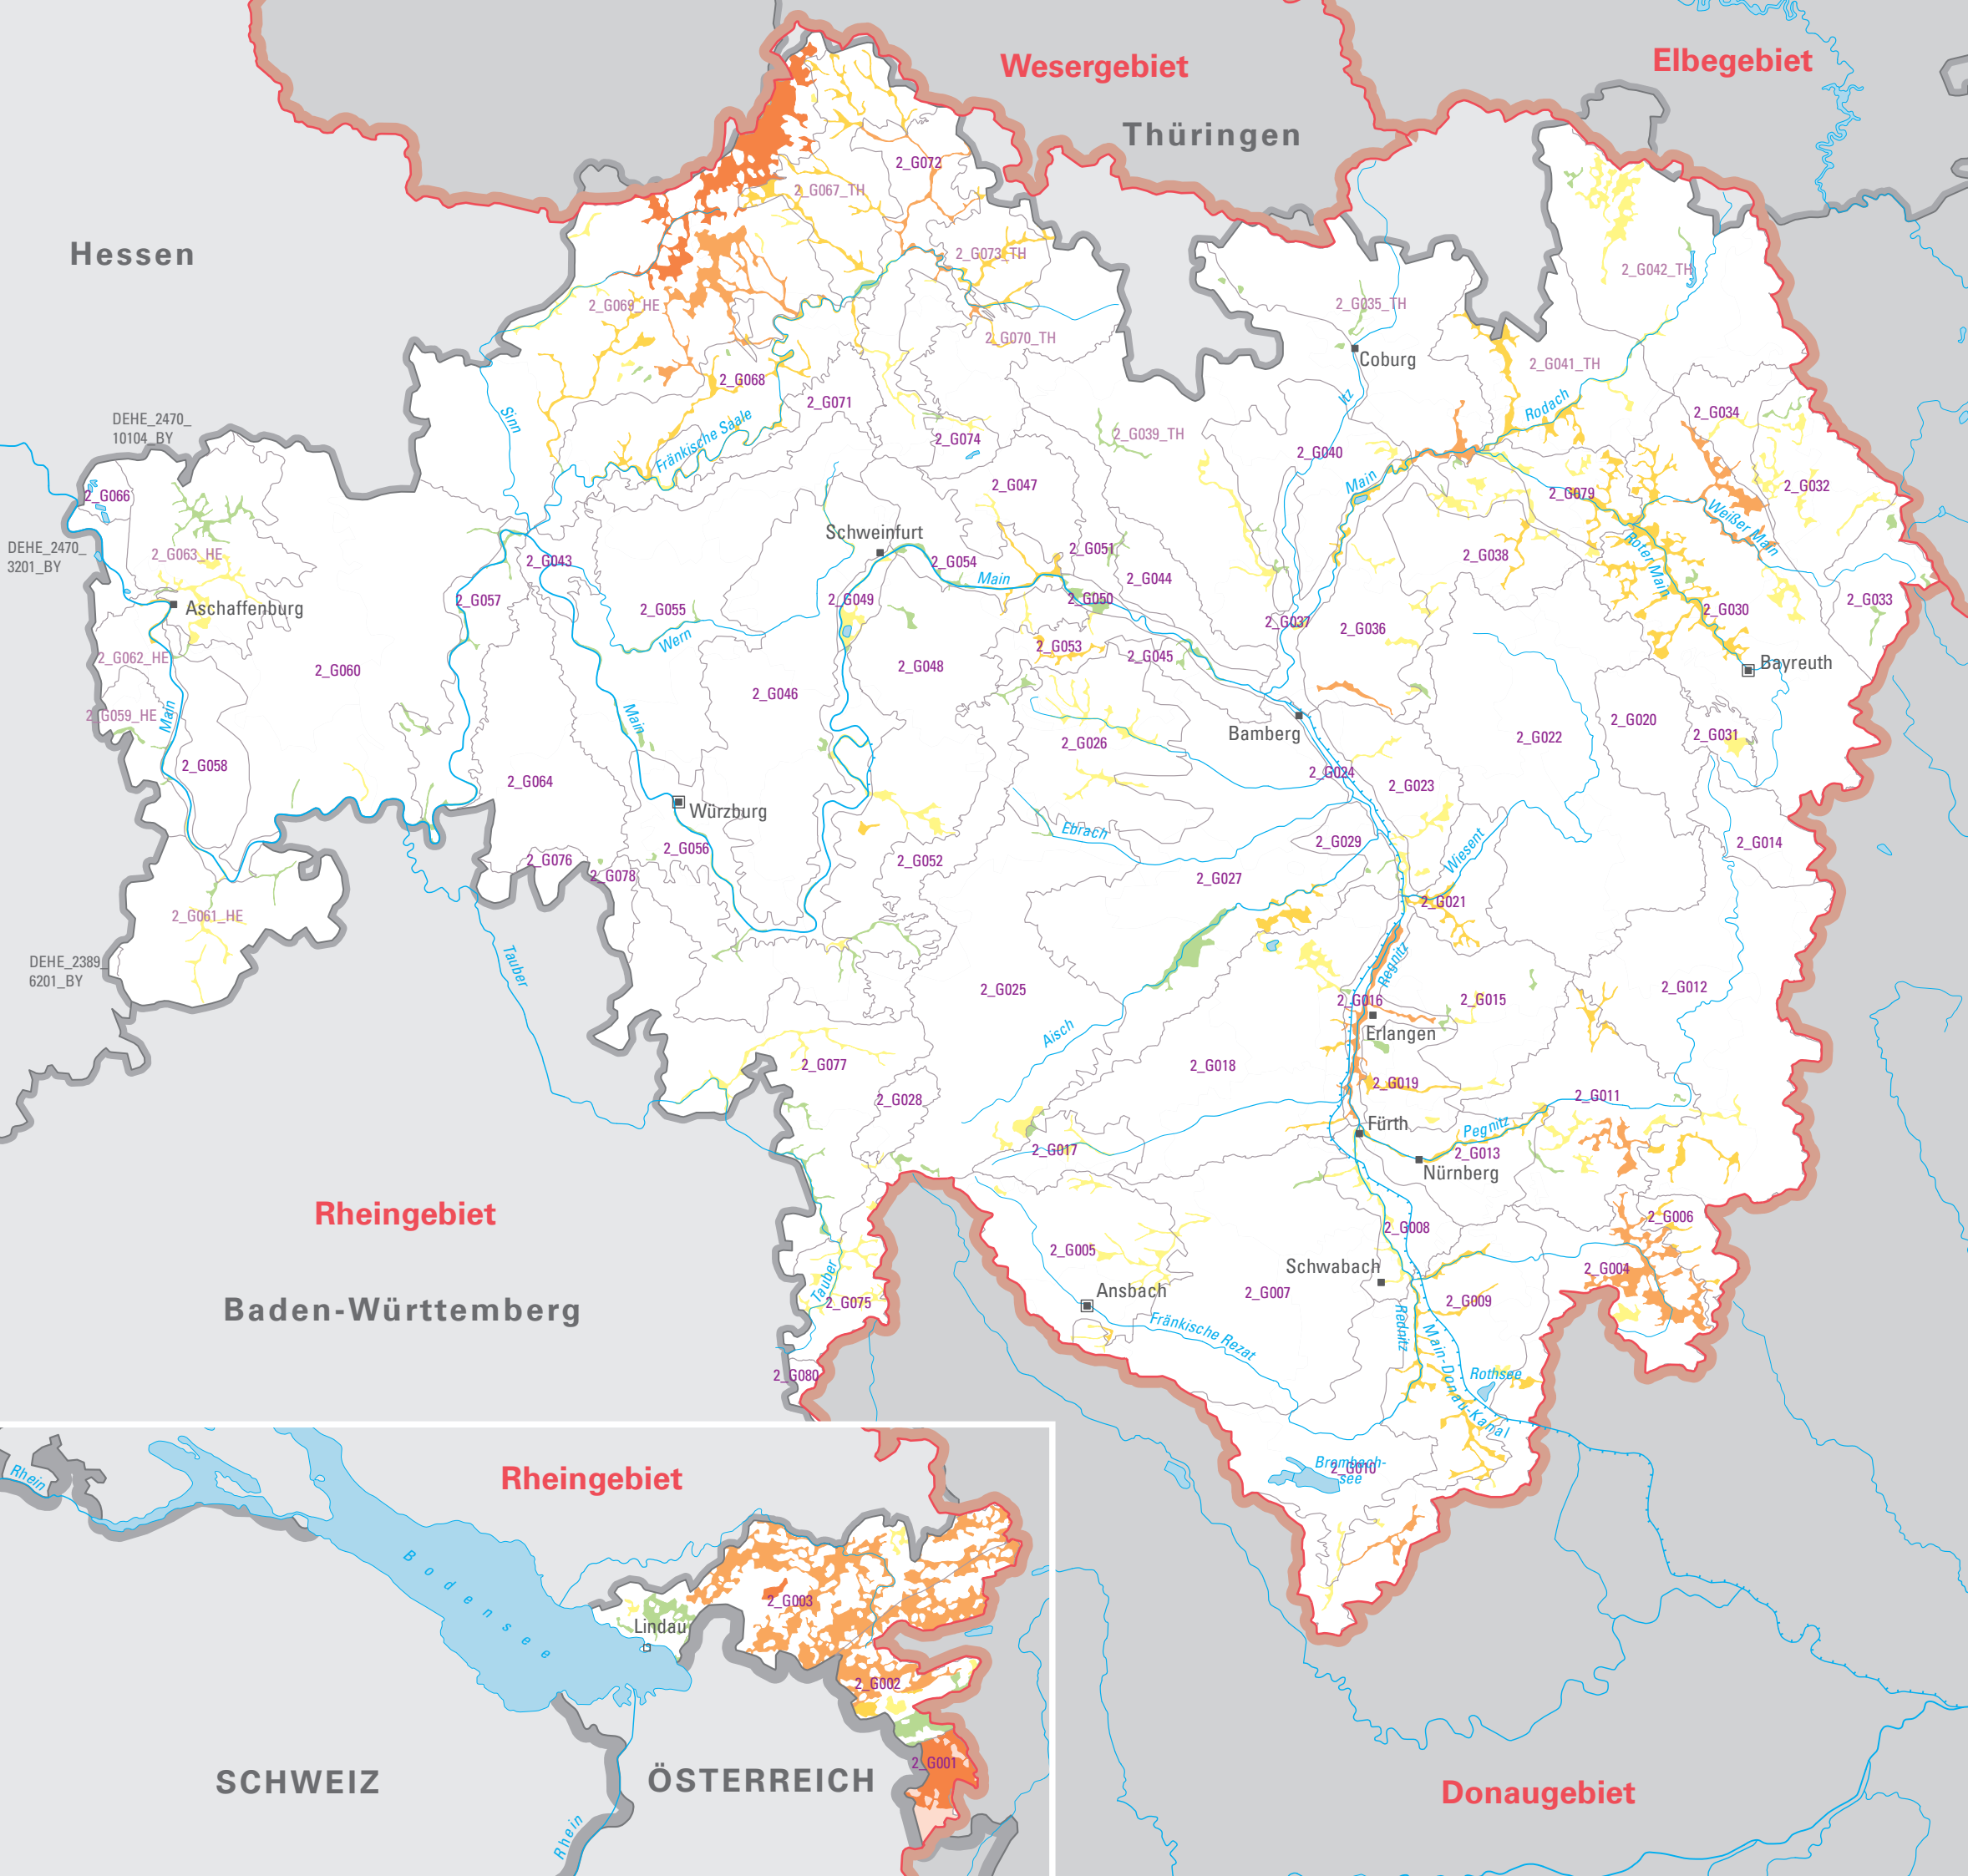 Wesergebiet
Elbegebiet
Thüringen
Hessen
2_G072
2_G067_TH
2_G073_TH
2_G042_TH
2_G069_HE
2_G035_TH
2_G070_TH
Coburg
2_G041_TH
2_G068
Itz
Rodach
2_G071
2_G034
DEHE_2470_
10104_BY
Sinn
Fränkische Saale
2_G074
2_G039_TH
2_G040
Main
2_G066
2_G047
2_G079
2_G032
Weißer Main
Schweinfurt
DEHE_2470_
3201_BY
2_G063_HE
2_G043
2_G054
2_G051
2_G038
Roter Main
Main
2_G044
Aschaffenburg
2_G057
2_G055
2_G049
2_G050
2_G030
2_G033
Wern
2_G037
2_G036
2_G062_HE
2_G060
2_G053
2_G045
2_G048
Bayreuth
2_G046
2_G059_HE
Main
Main
2_G020
2_G031
Bamberg
2_G026
2_G022
2_G058
2_G064
2_G024
2_G023
Würzburg
Ebrach
2_G029
Wiesent
2_G014
2_G056
2_G076
2_G078
2_G052
2_G027
2_G021
2_G061_HE
DEHE_2389_
6201_BY
Tauber
Regnitz
2_G025
2_G016
2_G015
2_G012
Aisch
Erlangen
2_G077
2_G018
2_G019
2_G028
2_G011
Fürth
Pegnitz
2_G017
2_G013
Nürnberg
Rheingebiet
2_G006
2_G008
2_G005
Schwabach
2_G004
Tauber
2_G075
Ansbach
2_G007
2_G009
Baden-Württemberg
Fränkische Rezat
Rednitz
Main-Donau-Kanal
2_G080
Rothsee
Brombach-
see
2_G010
Rheingebiet
Rhein
Bodensee
2_G003
Lindau
2_G002
2_G001
SCHWEIZ
ÖSTERREICH
Rhein
Donaugebiet